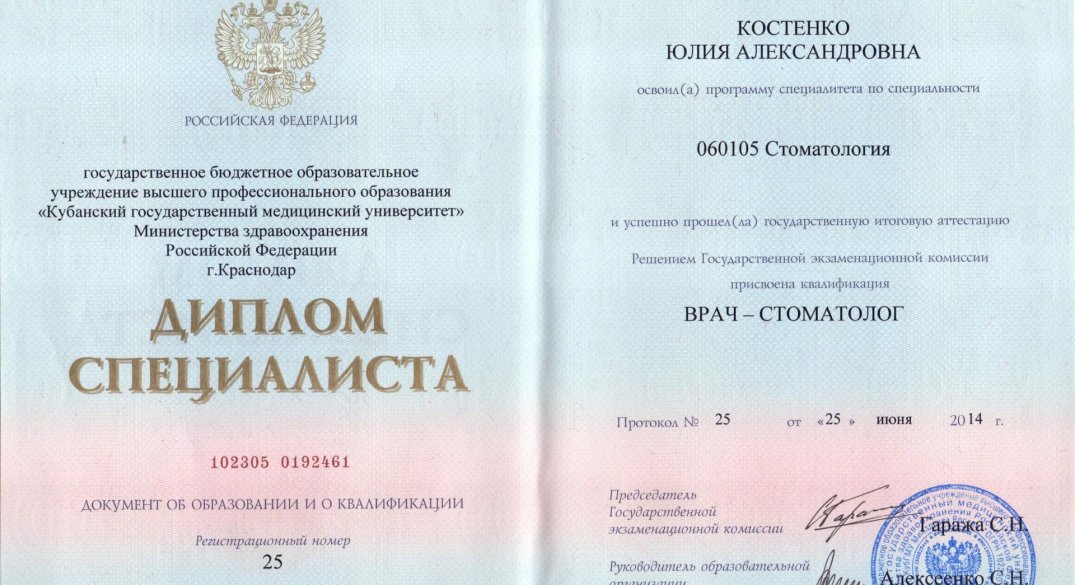 РОССИЙСКАЯ ФЕДЕРАЦИЯ
государственное бюджетное образовательное
учреждение высшего профессионального образования
«Кубанский государственный медицинский университет»
Министерства здравоохранения
Российской Федерации
г.Краснодар
ДИПЛОМ
СПЕЦИАЛИСТА
102305 0192461
ДОКУМЕНТ ОБ ОБРАЗОВАНИИ И О КВАЛИФИКАЦИИ
Регистрационный номер
25
КОСТЕНКО
ЮЛИЯ АЛЕКСАНДРОВНА
освоил(а) программу специалитета по специальности
060105 Стоматология
и успешно прошел(ла) государственную итоговую аттестацию
Решением Государственной экзаменационной комиссии
присвоена квалификация
ВРАЧ – СТОМАТОЛОГ
Протокол № 25 от «25 » июня 2014 г.
Председатель
Государственной
экзаменационной комиссии
Гаража С.Н.
Руководитель образовательной
организации
Алексеенко С.Н.